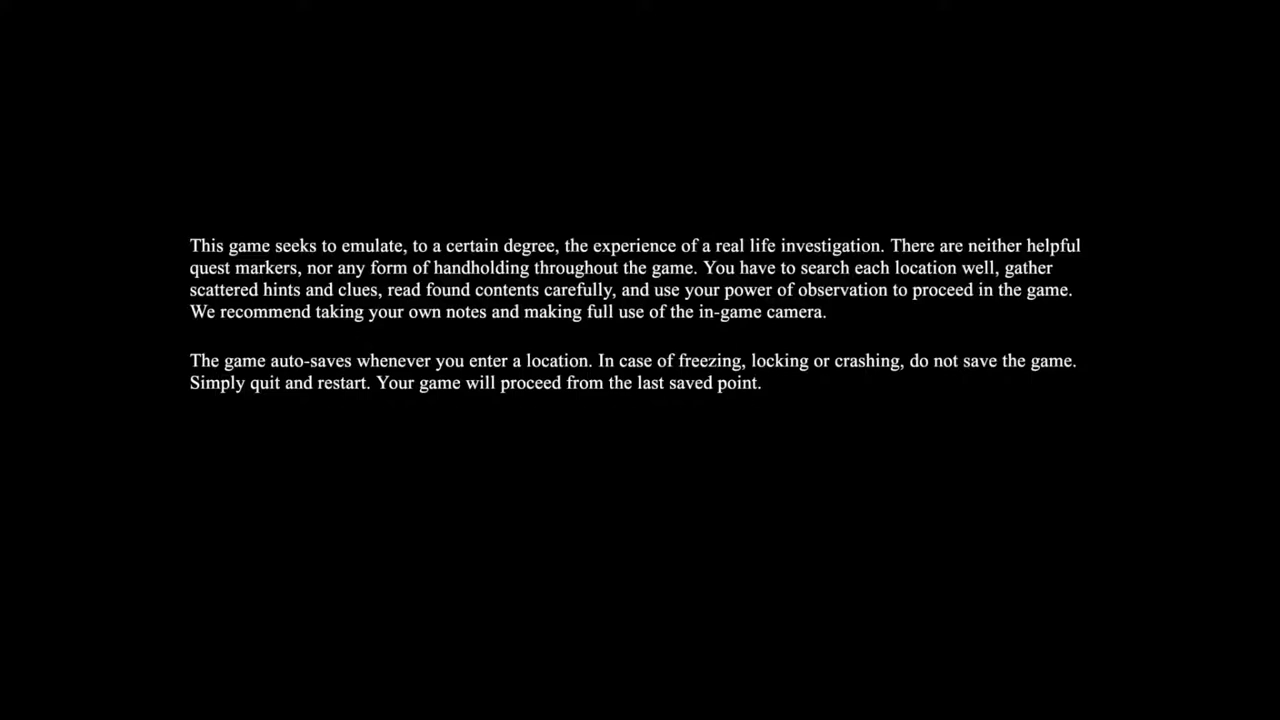 This game seeks to emulate, to a certain degree, the experience of a real life investigation. There are neither helpful
quest markers, nor any form of handholding throughout the game. You have to search each location well, gather
scattered hints and clues, read found contents carefully, and use your power of observation to proceed in the game.
We recommend taking your own notes and making full use of the in-game camera.
The game auto-saves whenever you enter a location. In case of freezing, locking or crashing, do not save the game.
Simply quit and restart. Your game will proceed from the last saved point.